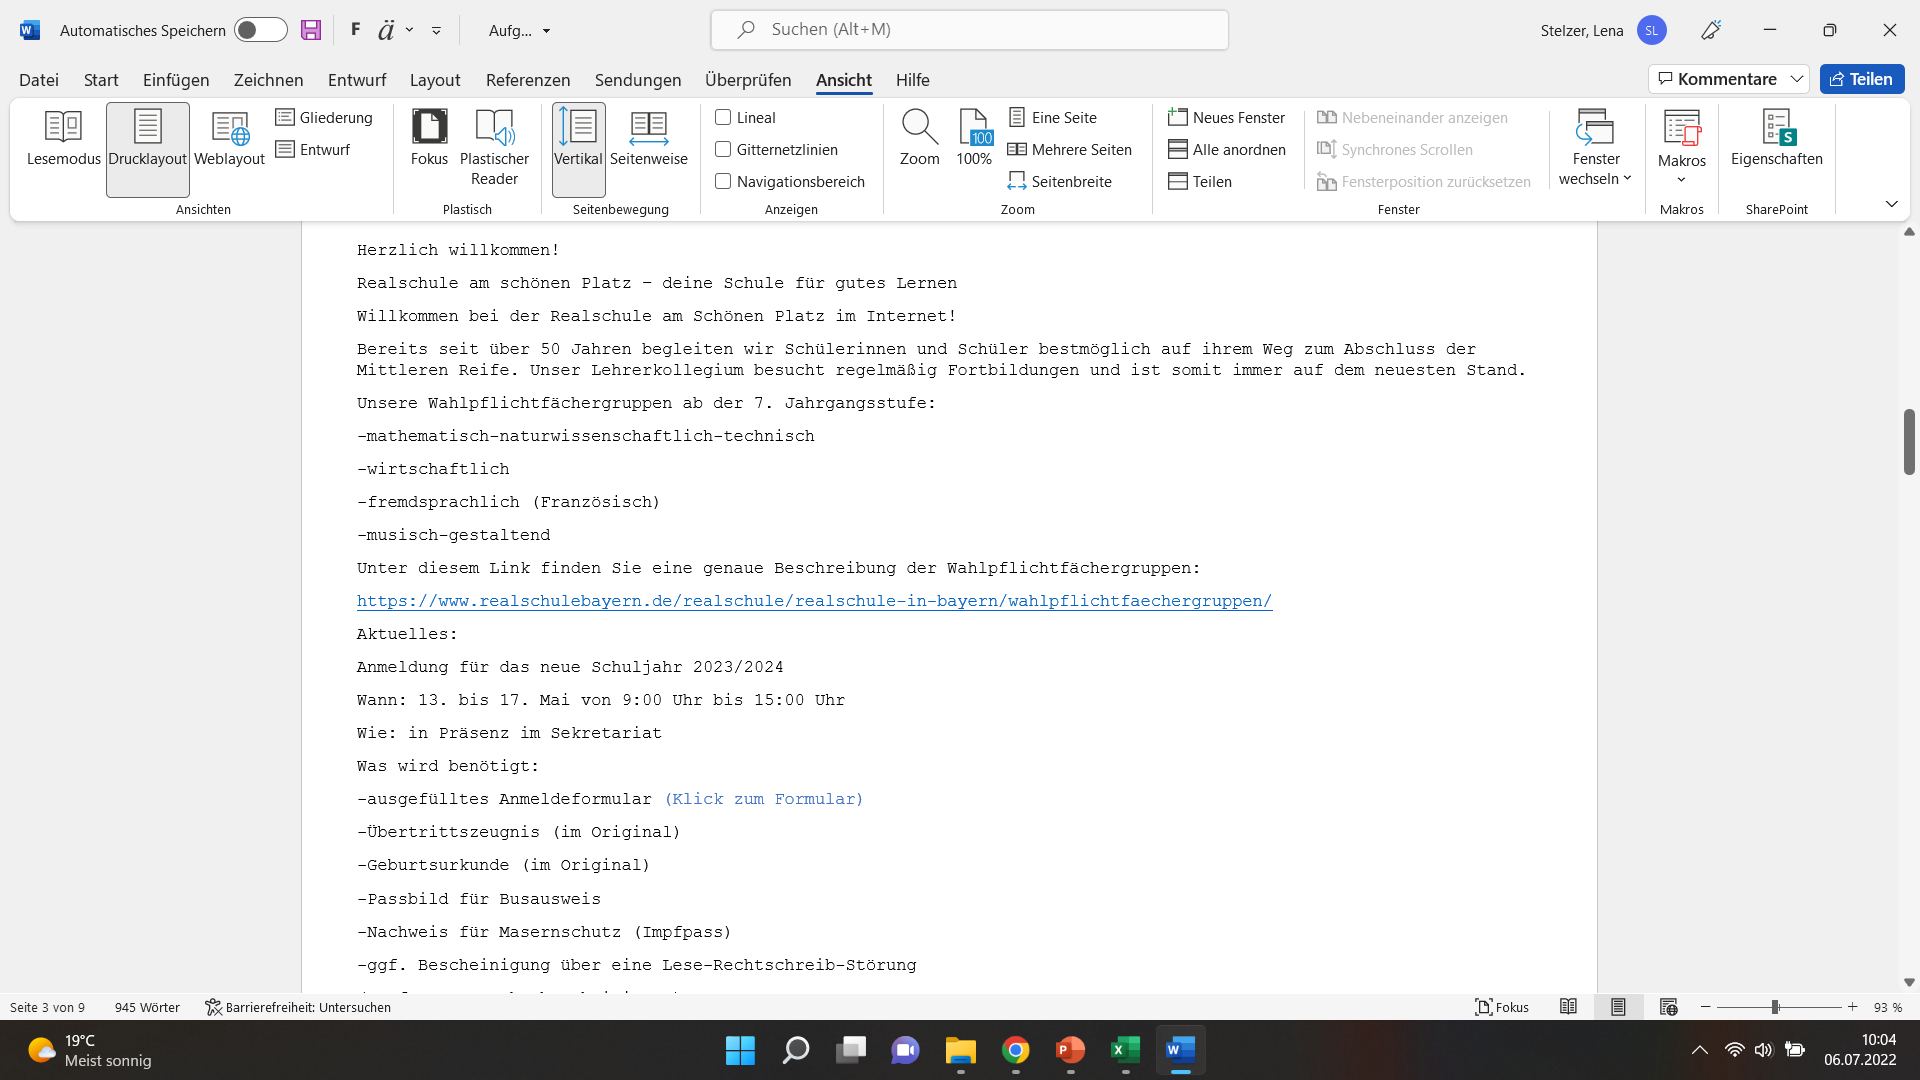 Automatisches Speichern
F
ä
Aufg...
Suchen (Alt+M)
Stelzer, Lena
SL
Datei
Start
Einfügen
Zeichnen
Entwurf
Layout
Referenzen
Sendungen
Überprüfen
Ansicht
Hilfe
Kommentare
Teilen
Lesemodus
Drucklayout
Weblayout
Gliederung
Entwurf
Ansichten
Fokus
Plastischer
Reader
Plastisch
Vertikal
Seitenweise
Seitenbewegung
Lineal
Gitternetzlinien
Navigationsbereich
Anzeigen
Zoom
100
100%
Eine Seite
Mehrere Seiten
Seitenbreite
Zoom
Neues Fenster
Alle anordnen
Teilen
Nebeneinander anzeigen
Synchrones Scrollen
Fensterposition zurücksetzen
Fenster
wechseln
Fenster
Makros
Makros
S
Eigenschaften
SharePoint
Herzlich willkommen!
Realschule am schönen Platz – deine Schule für gutes Lernen
Willkommen bei der Realschule am Schönen Platz im Internet!
Bereits seit über 50 Jahren begleiten wir Schülerinnen und Schüler bestmöglich auf ihrem Weg zum Abschluss der
Mittleren Reife. Unser Lehrerkollegium besucht regelmäßig Fortbildungen und ist somit immer auf dem neuesten Stand.
Unsere Wahlpflichtfächergruppen ab der 7. Jahrgangsstufe:
-mathematisch-naturwissenschaftlich-technisch
-wirtschaftlich
-fremdsprachlich (Französisch)
-musisch-gestaltend
Unter diesem Link finden Sie eine genaue Beschreibung der Wahlpflichtfächergruppen:
https://www.realschulebayern.de/realschule/realschule-in-bayern/wahlpflichtfaechergruppen/
Aktuelles:
Anmeldung für das neue Schuljahr 2023/2024
Wann: 13. bis 17. Mai von 9:00 Uhr bis 15:00 Uhr
Wie: in Präsenz im Sekretariat
Was wird benötigt:
-ausgefülltes Anmeldeformular (Klick zum Formular)
-Übertrittszeugnis (im Original)
-Geburtsurkunde (im Original)
-Passbild für Busausweis
-Nachweis für Masernschutz (Impfpass)
-ggf. Bescheinigung über eine Lese-Rechtschreib-Störung
Seite 3 von 9
945 Wörter
Barrierefreiheit: Untersuchen
Fokus
93 %
19°C
Meist sonnig
10:04
06.07.2022